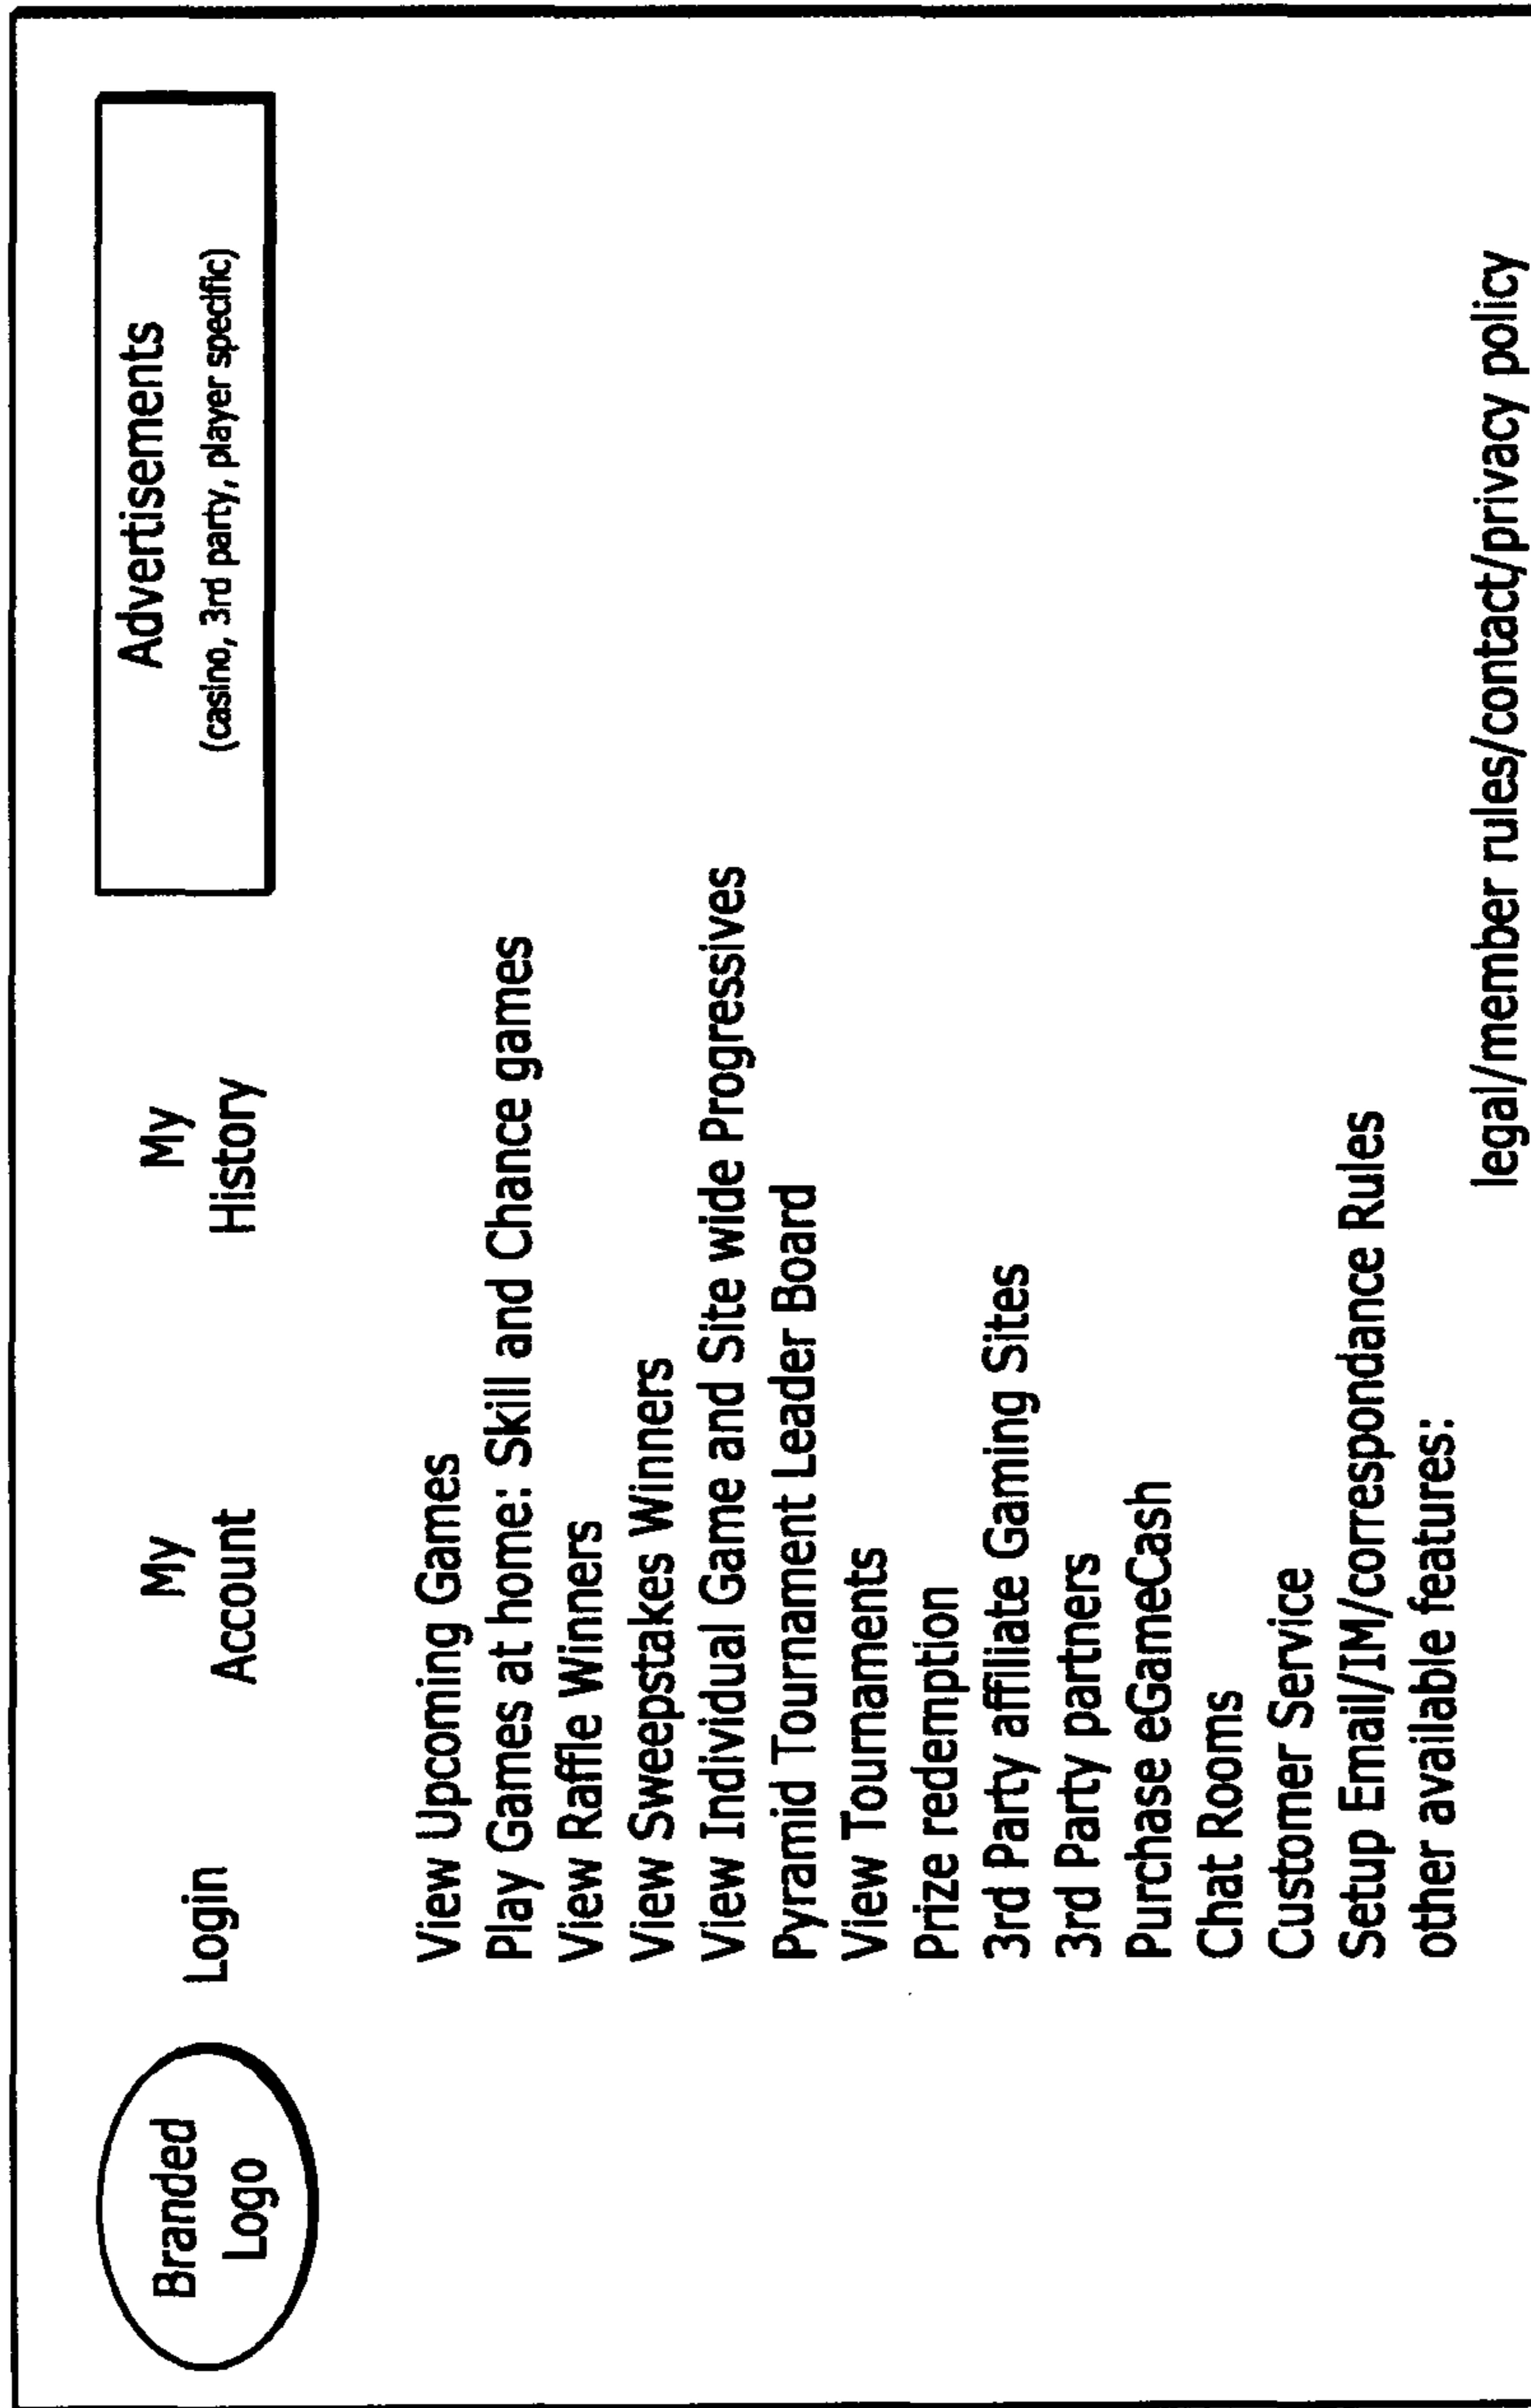 Branded
Logo
Login
My
Account
My
History
Advertisements
(casino, 3rd party, player specific)
View Upcoming Games
Play Games at home: Skill and Chance games
View Raffle Winners
View Sweepstakes Winners
View Individual Game and Site wide Progressives
Pyramid Tournament Leader Board
View Tournaments
Prize redemption
3rd Party affiliate Gaming Sites
3rd Party partners
Purchase eGameCash
Chat Rooms
Customer Service
Setup Email/IM/correspondance Rules
other available features:
legal/member rules/contact/privacy policy